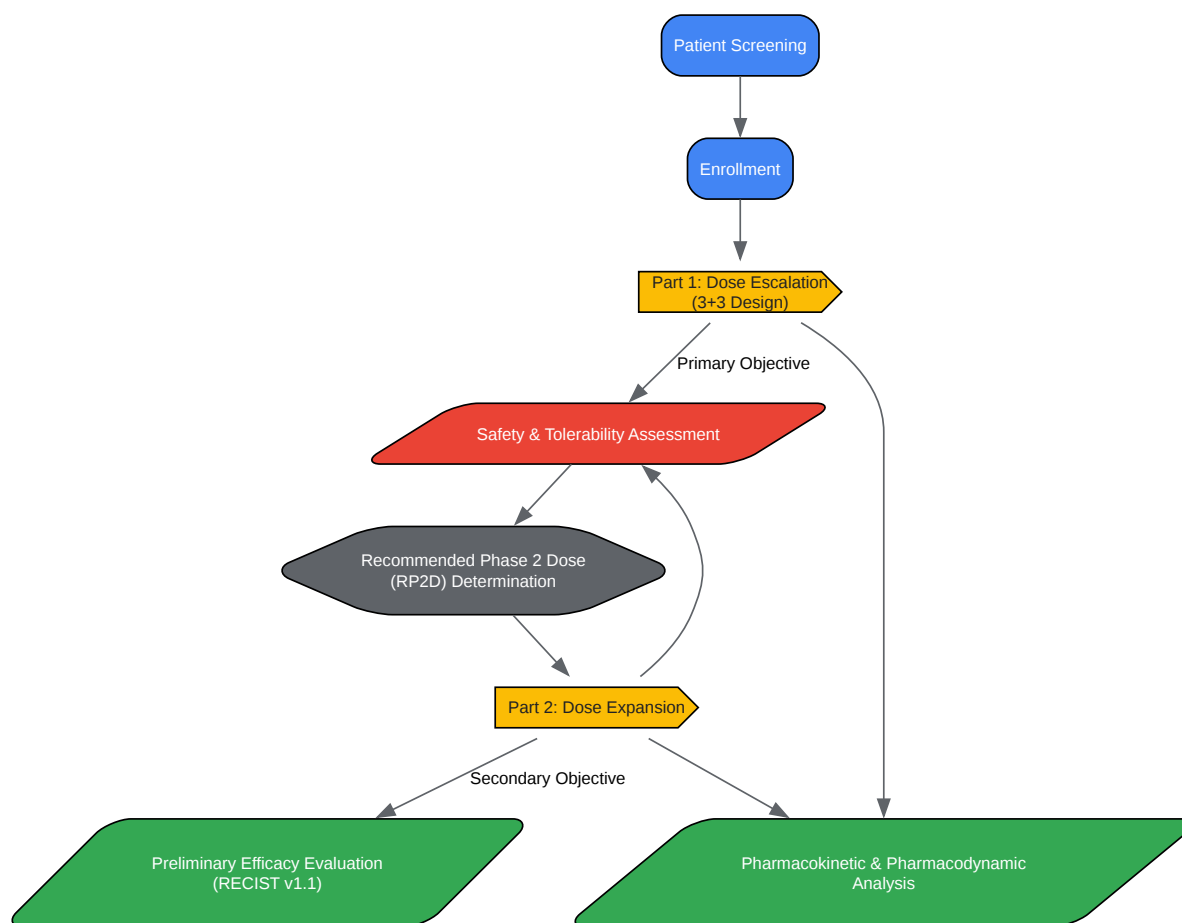 Patient Screening
Enrollment
Part 1: Dose Escalation
(3+3 Design)
Primary Objective
Safety & Tolerability Assessment
Recommended Phase 2 Dose
(RP2D) Determination
Part 2: Dose Expansion
Secondary Objective
Preliminary Efficacy Evaluation
(RECIST v1.1)
Pharmacokinetic & Pharmacodynamic
Analysis